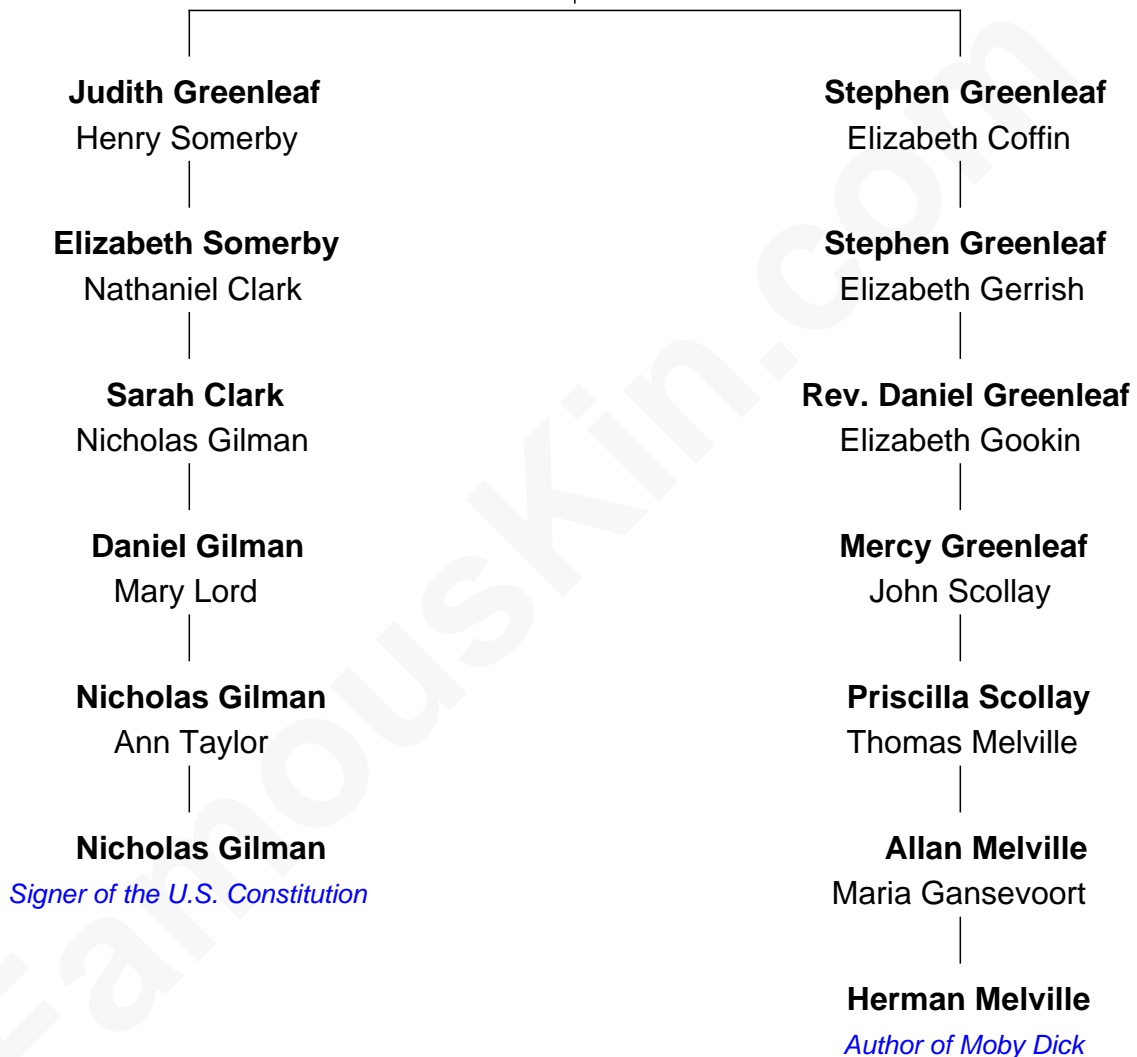 Judith Greenleaf
Henry Somerby
Elizabeth Somerby
Nathaniel Clark
Sarah Clark
Nicholas Gilman
Daniel Gilman
Mary Lord
Nicholas Gilman
Ann Taylor
Nicholas Gilman
Signer of the U.S. Constitution
Stephen Greenleaf
Elizabeth Coffin
Stephen Greenleaf
Elizabeth Gerrish
Rev. Daniel Greenleaf
Elizabeth Gookin
Mercy Greenleaf
John Scollay
Priscilla Scollay
Thomas Melville
Allan Melville
Maria Gansevoort
Herman Melville
Author of Moby Dick
FamousKin.com